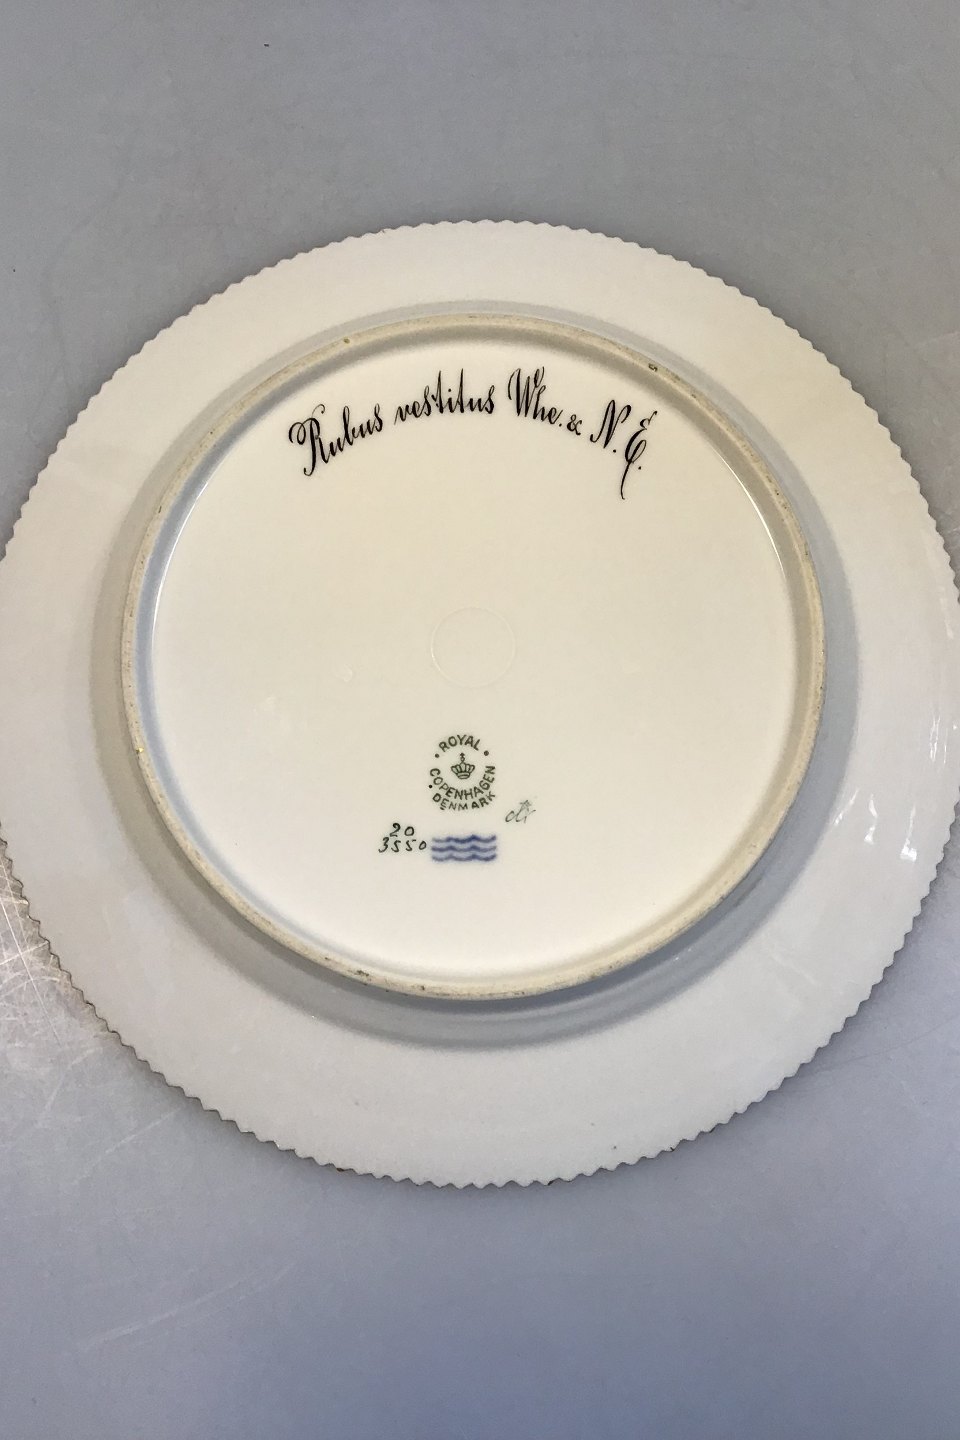 Rubus vestitus Whe. & N. E.
ROYAL
COPENHAGEN
DENMARK
20
3550